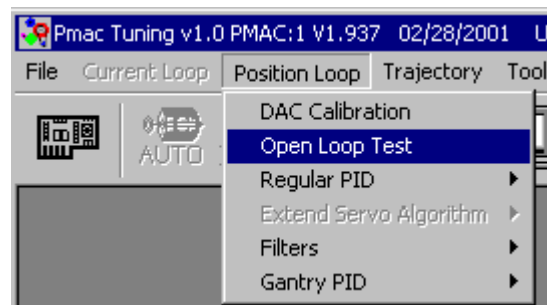 Pmac Tuning v1.0 PMAC:1 V1.937 02/28/2001
File Current Loop Position Loop Trajectory Tool
AUTO
DAC Calibration
Open Loop Test
Regular PID
Extend Servo Algorithm
Filters
Gantry PID